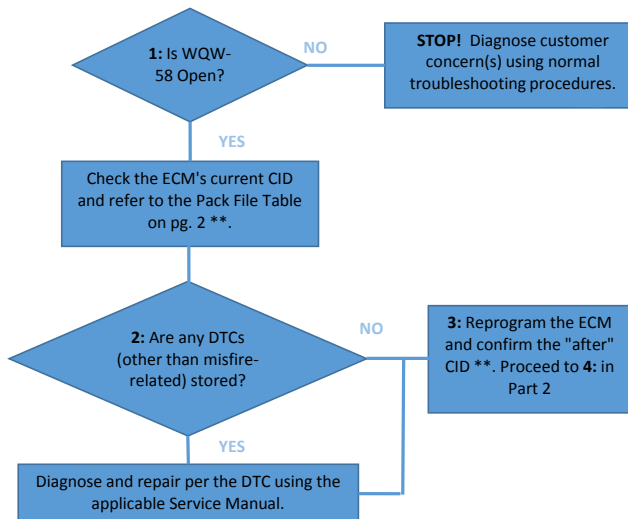 1: Is WQW-
58 Open?
NO
STOP!  Diagnose customer
concern(s) using normal
troubleshooting procedures.
YES
Check the ECM's current CID
and refer to the Pack File Table
on pg. 2 **.
2: Are any DTCs
(other than misfire-
related) stored?
NO
3: Reprogram the ECM
and confirm the "after"
CID **. Proceed to 4: in
Part 2
YES
Diagnose and repair per the DTC using the
applicable Service Manual.